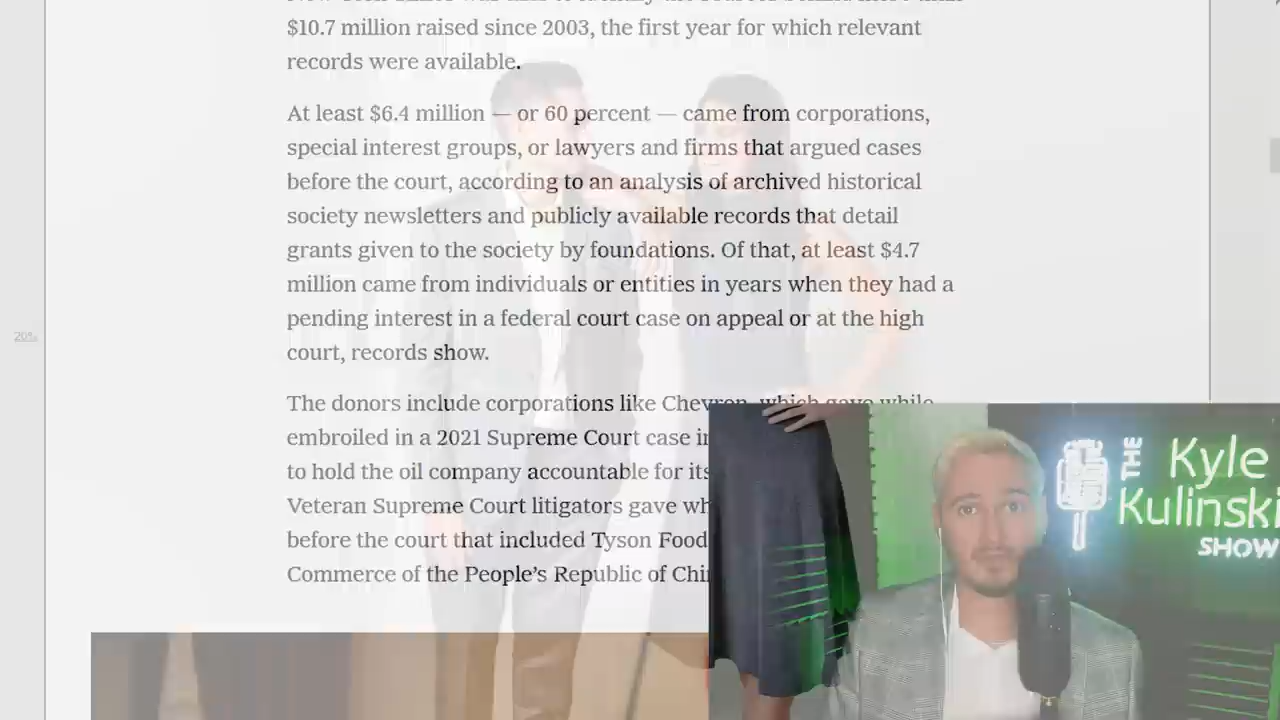 $10.7 million raised since 2003, the first year for which relevant
records were available.
At least $6.4 million — or 60 percent — came from corporations,
special interest groups, or lawyers and firms that argued cases
before the court, according to an analysis of archived historical
society newsletters and publicly available records that detail
grants given to the society by foundations. Of that, at least $4.7
million came from individuals or entities in years when they had a
pending interest in a federal court case on appeal or at the high
court, records show.
The donors include corporations like Chevron, which gave while
embroiled in a 2021 Supreme Court case
to hold the oil company accountable for its
Veteran Supreme Court litigators gave
before the court that included Tyson
Commerce of the People's Republic of
20%
THE
Kyle
Kulinski
SHOW